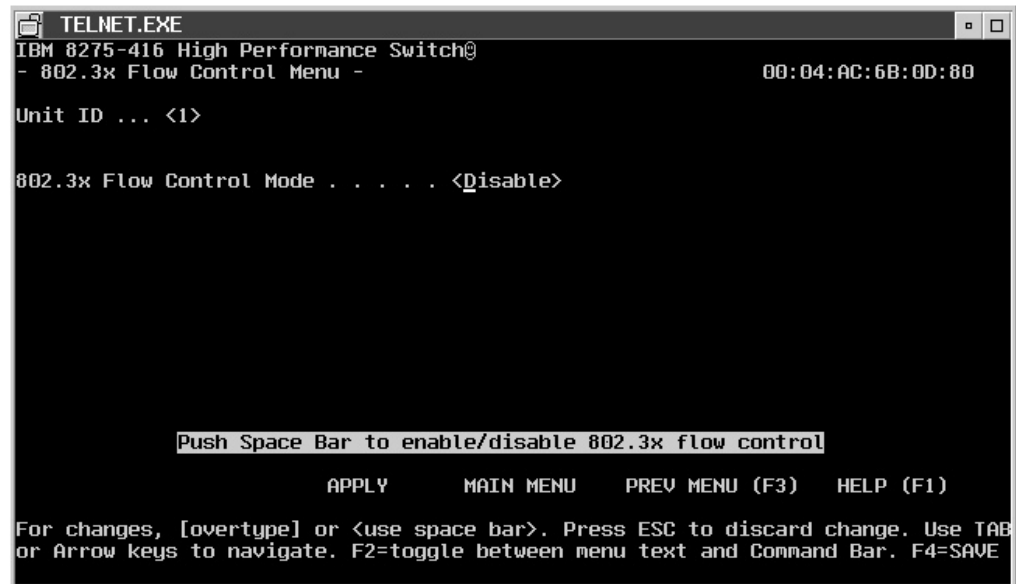 TELNET.EXE
IBM 8275-416 High Performance Switch☺
- 802.3x Flow Control Menu - 00:04:AC:6B:0D:80
Unit ID ... <1>
802.3x Flow Control Mode . . . . . <Disable>
Push Space Bar to enable/disable 802.3x flow control
APPLY MAIN MENU PREV MENU (F3) HELP (F1)
For changes, [overtype] or <use space bar>. Press ESC to discard change. Use TAB
or Arrow keys to navigate. F2=toggle between menu text and Command Bar. F4=SAVE